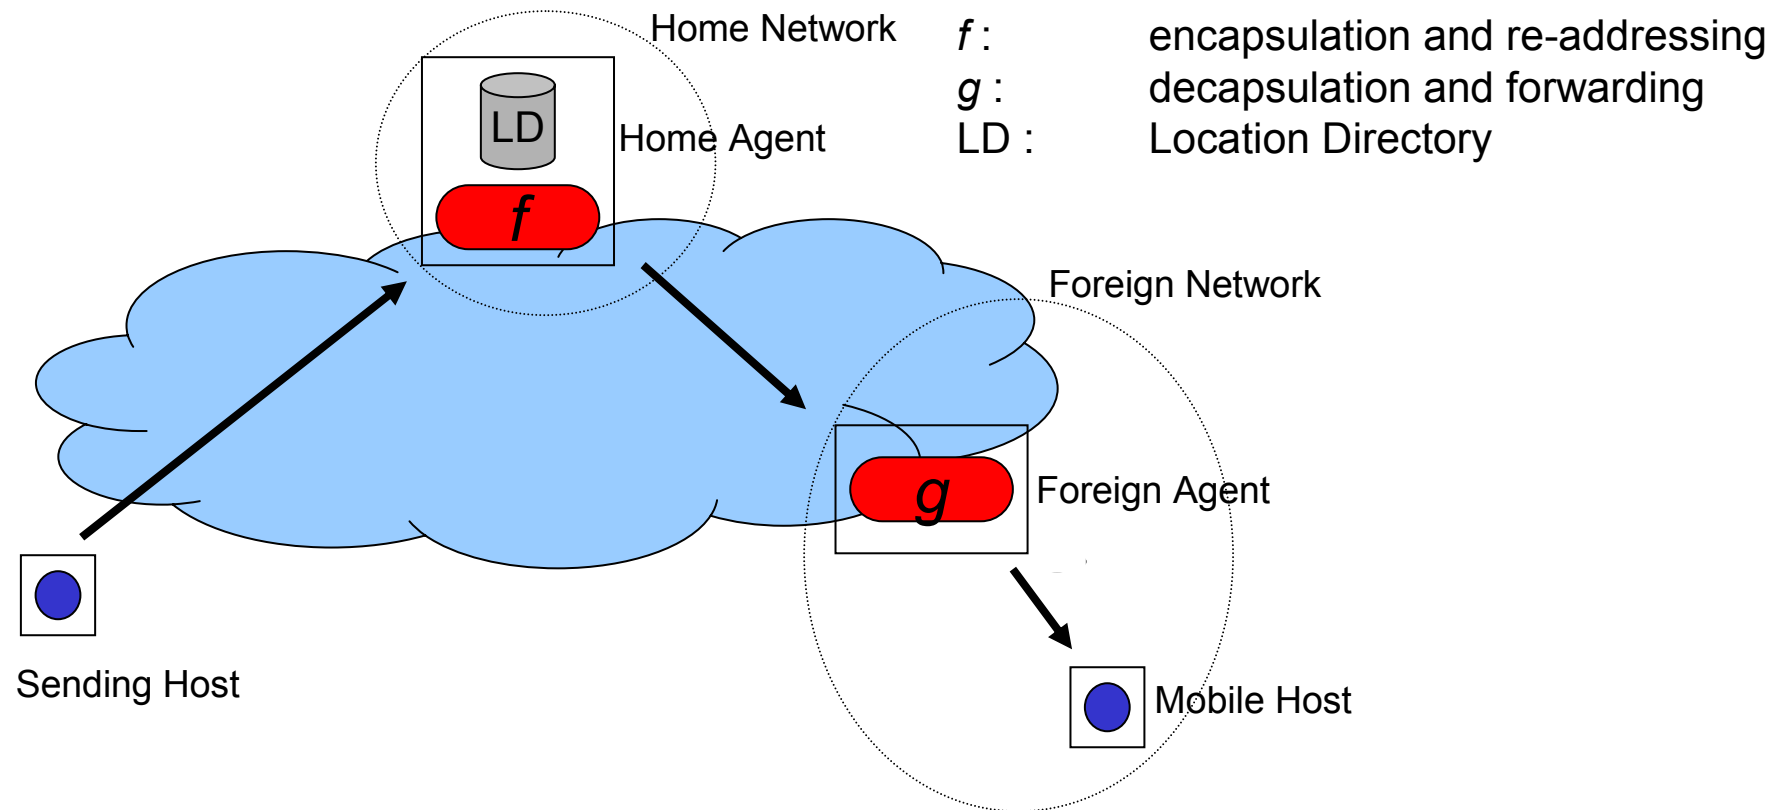 Home Network
f : encapsulation and re-addressing
g : decapsulation and forwarding
LD : Location Directory
LD
Home Agent
f
Foreign Network
g
Foreign Agent
Sending Host
Mobile Host